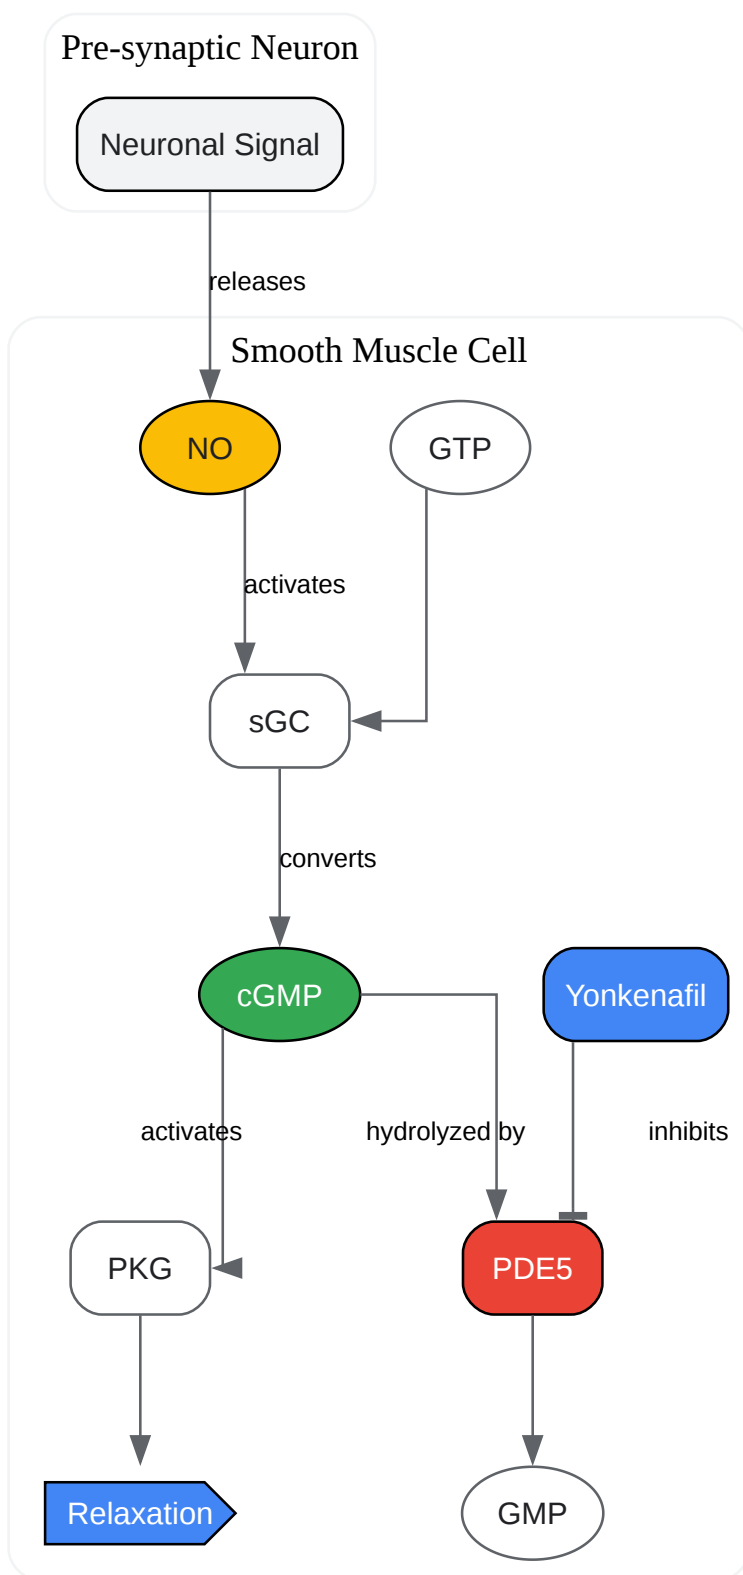 Pre-synaptic Neuron
Neuronal Signal
releases
Smooth Muscle Cell
NO
GTP
activates
sGC
converts
cGMP
Yonkenafil
activates
hydrolyzed by
inhibits
PKG
PDE5
Relaxation
GMP